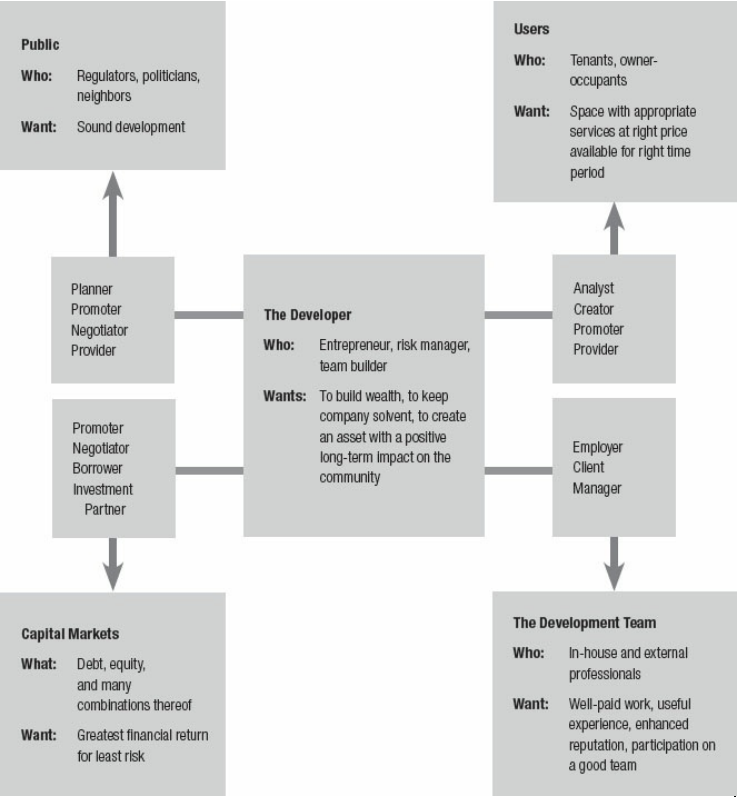 Public
Who: Regulators, politicians,
neighbors
Want: Sound development
Users
Who: Tenants, owner-
occupants
Want: Space with appropriate
services at right price
available for right time
period
Planner
Promoter
Negotiator
Provider
The Developer
Who: Entrepreneur, risk manager,
team builder
Wants: To build wealth, to keep
company solvent, to create
an asset with a positive
long-term impact on the
community
Analyst
Creator
Promoter
Provider
Promoter
Negotiator
Borrower
Investment
Partner
Employer
Client
Manager
Capital Markets
What: Debt, equity,
and many
combinations thereof
Want: Greatest financial return
for least risk
The Development Team
Who: In-house and external
professionals
Want: Well-paid work, useful
experience, enhanced
reputation, participation on
a good team